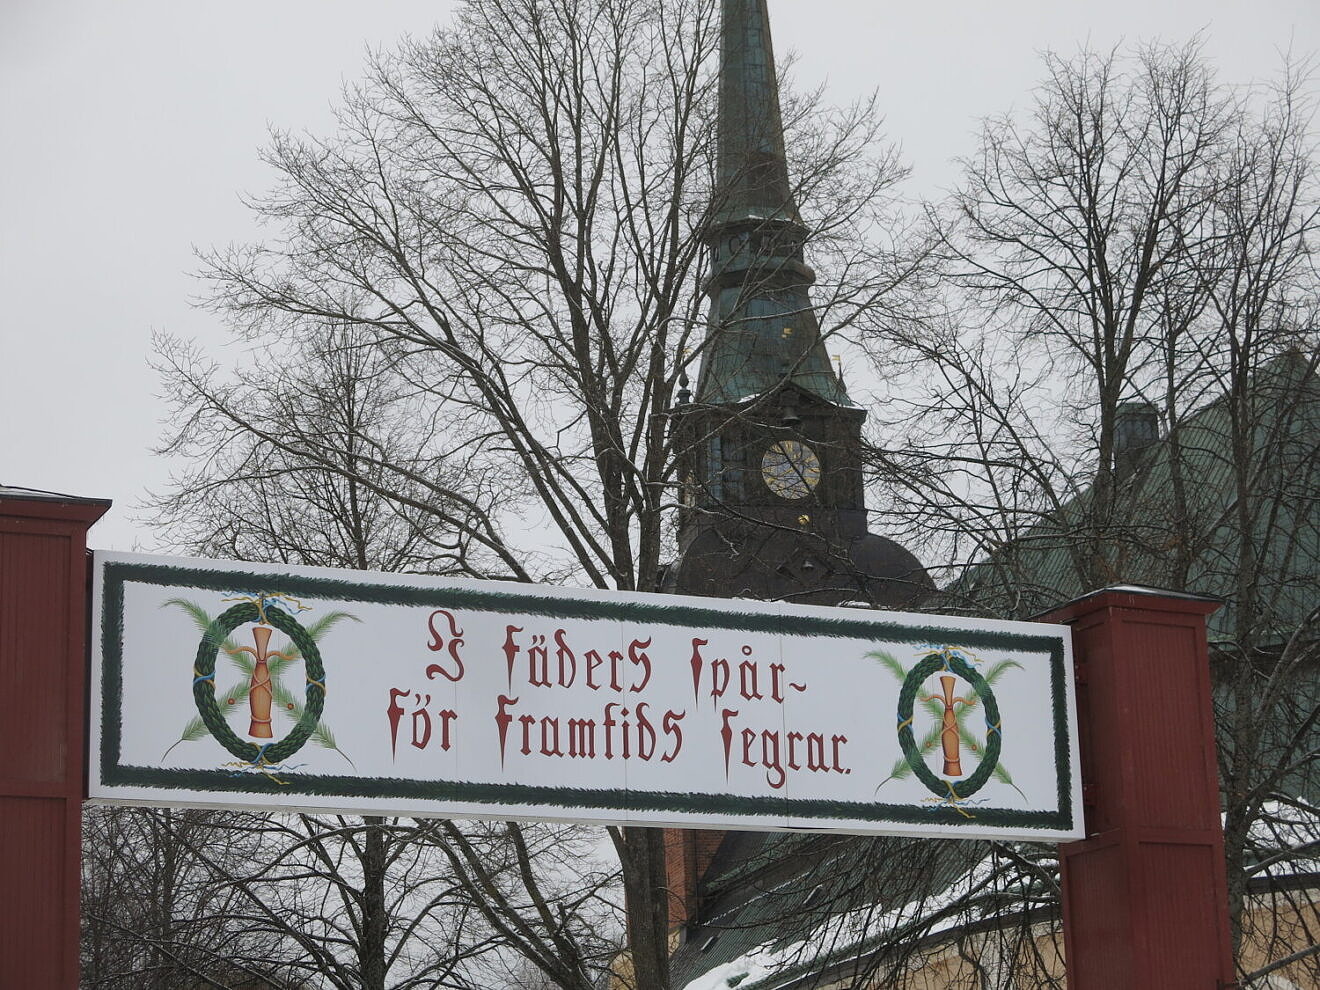 I fäders spår-
för framtids segrar.